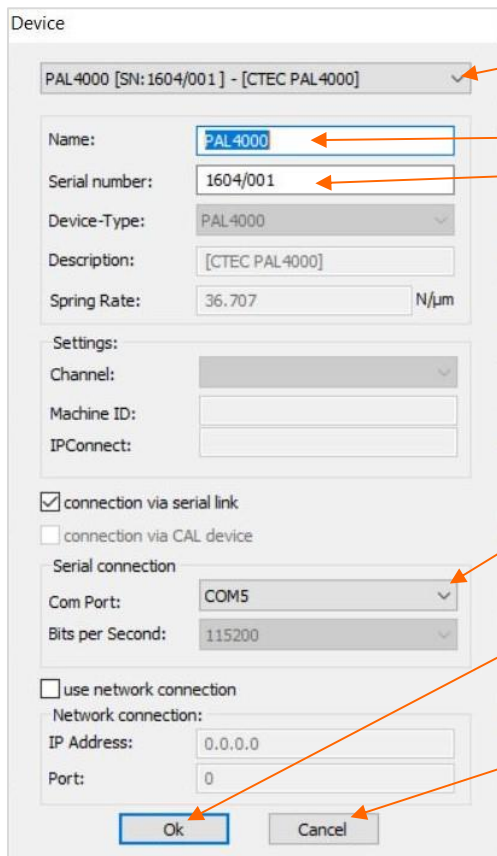 Device
PAL4000 [SN:1604/001 ] - [CTEC PAL4000]
Name: PAL4000
Serial number: 1604/001
Device-Type: PAL4000
Description: [CTEC PAL4000]
Spring Rate: 36.707 N/µm
Settings:
Channel:
Machine ID:
IPConnect:
connection via serial link
connection via CAL device
Serial connection
Com Port: COM5
Bits per Second: 115200
use network connection
Network connection:
IP Address: 0.0.0.0
Port: 0
Ok Cancel